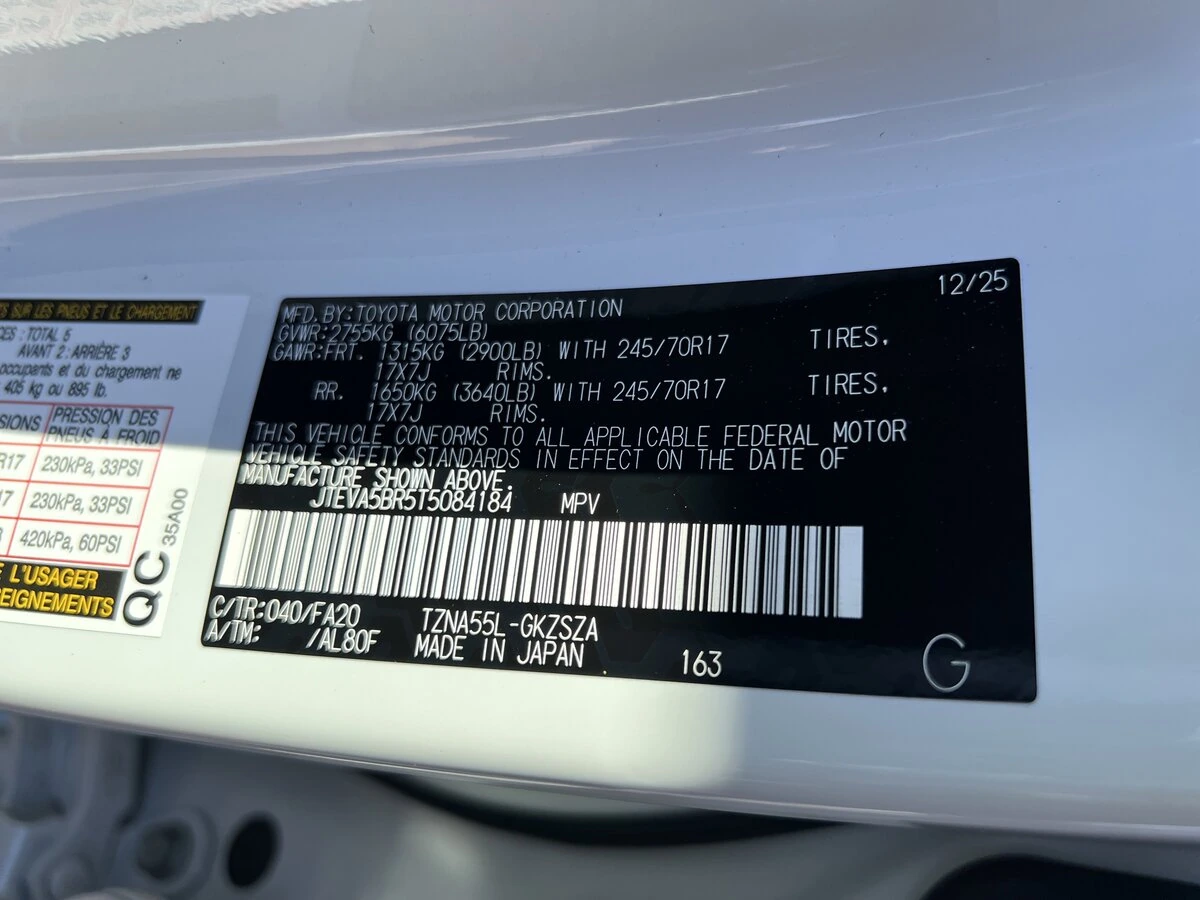 S SUR LES PNEUS ET LE CHARGEMENT
CES : TOTAL 5
AVANT 2 : ARRIÈRE 3
occupants et du chargement ne
405 kg ou 895 lb.
SIONS PRESSION DES PNEUS À FROID
R17 230kPa, 33PSI
17 230kPa, 33PSI
420kPa, 60PSI
L'USAGER
SEIGNEMENTS
QC
35A00
12/25
MFD. BY:TOYOTA MOTOR CORPORATION
GVWR:2755KG (6075LB)
GAWR:FRT. 1315KG (2900LB) WITH 245/70R17 TIRES,
17X7J RIMS.
RR. 1650KG (3640LB) WITH 245/70R17 TIRES,
17X7J RIMS.
THIS VEHICLE CONFORMS TO ALL APPLICABLE FEDERAL MOTOR
VEHICLE SAFETY STANDARDS IN EFFECT ON THE DATE OF
MANUFACTURE SHOWN ABOVE.
JTEVA5BR5T5084184 MPV
C/TR:040/FA20 TZNA55L-GKZSZA
A/TM: /AL80F MADE IN JAPAN 163
G